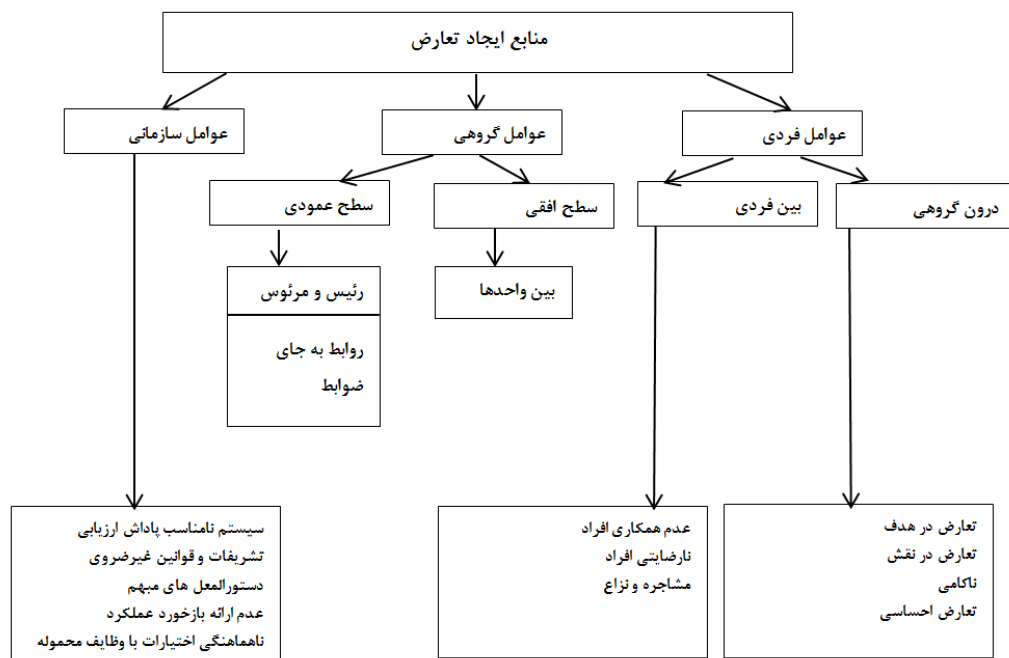 منابع ایجاد تعارض
عوامل فردی
عوامل گروهی
عوامل سازمانی
درون گروهی
بین فردی
سطح افقی
سطح عمودی
بین واحدها
رئیس و مرئوس
روابط به جای
ضوابط
تعارض در هدف
تعارض در نقش
ناکامی
تعارض احساسی
عدم همکاری افراد
نارضایتی افراد
مشاجره و نزاع
سیستم نامناسب پاداش ارزیابی
تشریفات و قوانین غیرضروی
دستورالمعل های مبهم
عدم ارائه بازخورد عملکرد
ناهماهنگی اختیارات با وظایف محموله